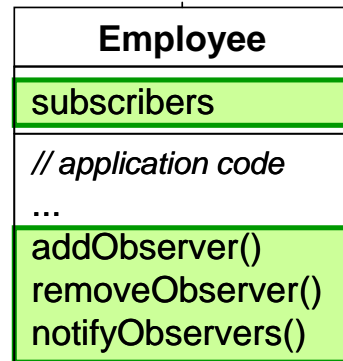 Employee
subscribers
// application code
...
addObserver()
removeObserver()
notifyObservers()